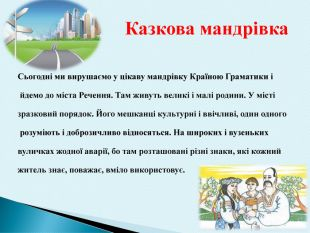 Казкова мандрівка
Сьогодні ми вирушаємо у цікаву мандрівку Країною Граматики і
йдемо до міста Речення. Там живуть великі і малі родини. У місті
зразковий порядок. Його мешканці культурні і ввічливі, один одного
розуміють і доброзичливо відносяться. На широких і вузеньких
вуличках жодної аварії, бо там розташовані різні знаки, які кожний
житель знає, поважає, вміло використовує.